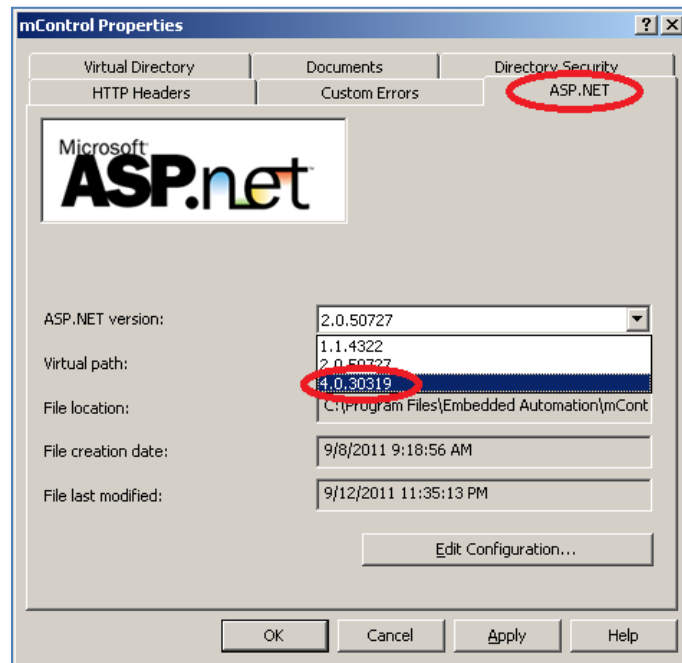 mControl Properties
Virtual Directory Documents Directory Security
HTTP Headers Custom Errors ASP.NET
Microsoft
ASP.net
ASP.NET version: 2.0.50727
1.1.4322
Virtual path: 2.0.50727
4.0.30319
File location: C:\Program Files\Embedded Automation\mCont
File creation date: 9/8/2011 9:18:56 AM
File last modified: 9/12/2011 11:35:13 PM
Edit Configuration...
OK Cancel Apply Help